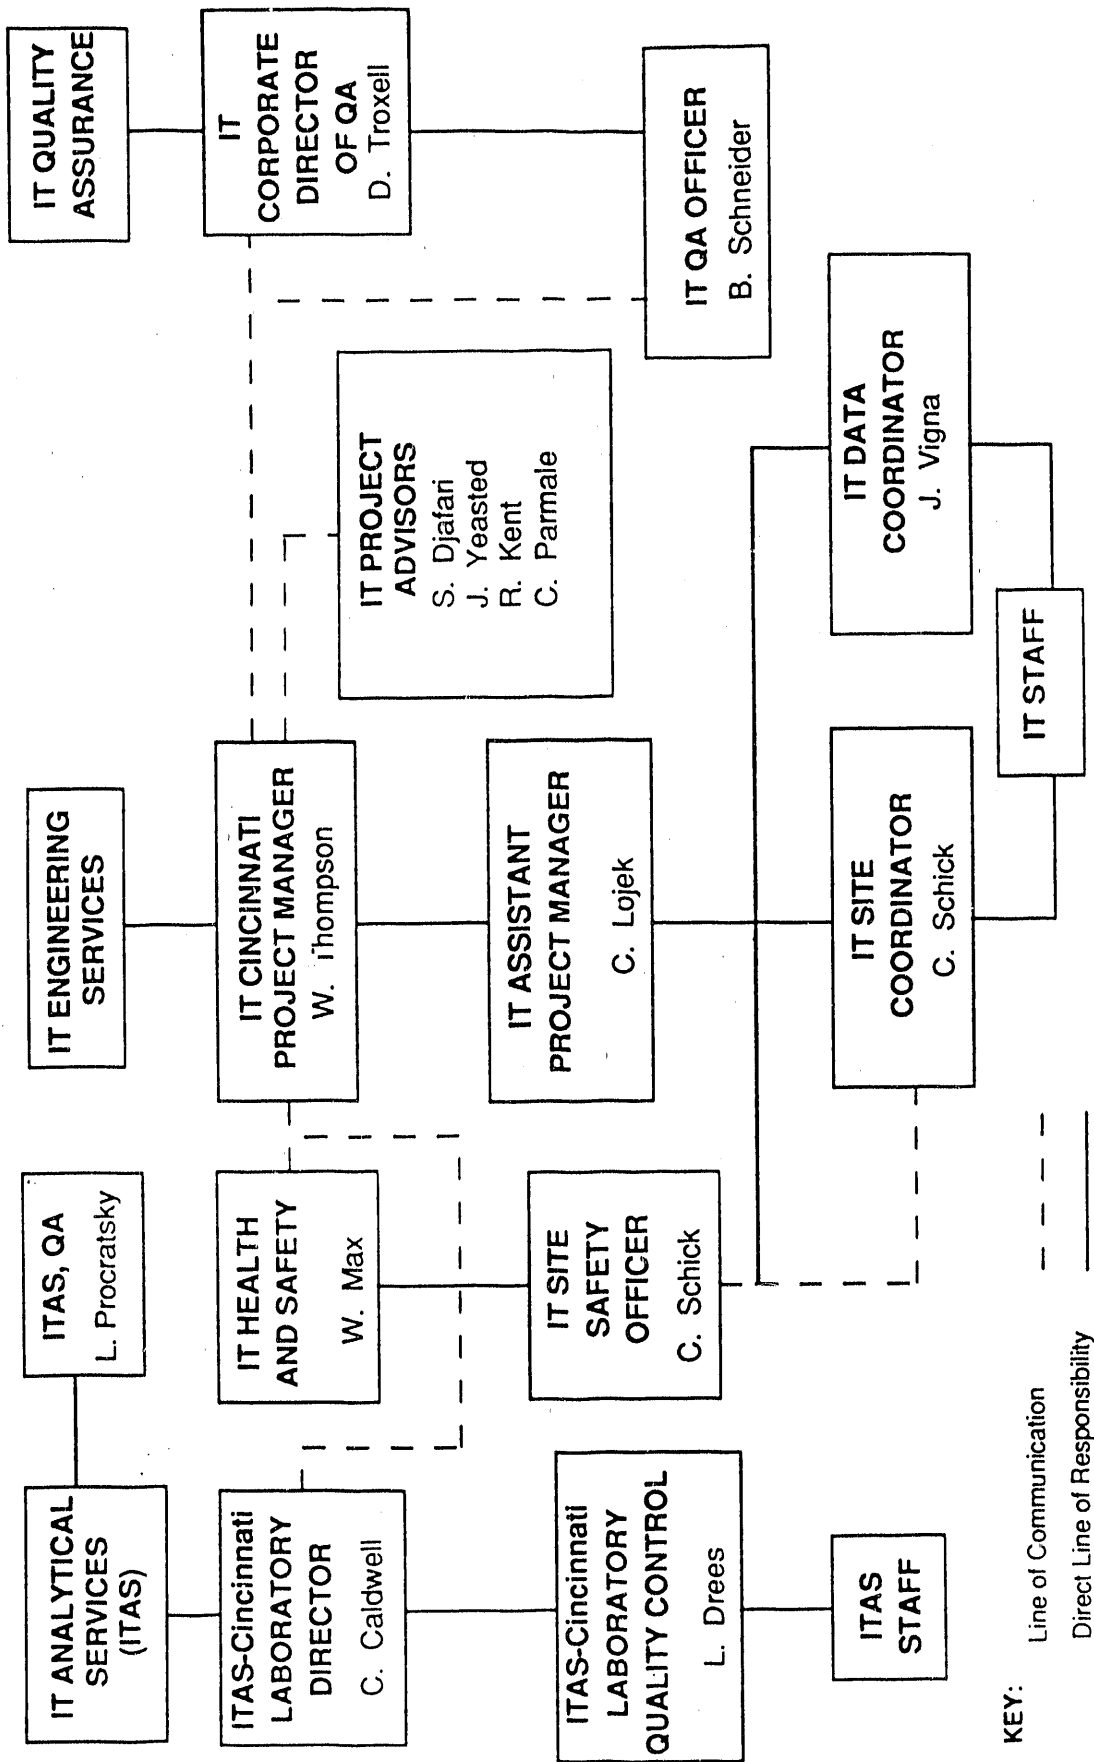 IT ANALYTICAL
SERVICES
(ITAS)
ITAS, QA
L. Procratsky
IT ENGINEERING
SERVICES
IT QUALITY
ASSURANCE
ITAS-Cincinnati
LABORATORY
DIRECTOR
C. Caldwell
IT HEALTH
AND SAFETY
W. Max
IT CINCINNATI
PROJECT MANAGER
W. Thompson
IT
CORPORATE
DIRECTOR
OF QA
D. Troxell
IT PROJECT
ADVISORS
S. Djafari
J. Yeasted
R. Kent
C. Parmale
ITAS-Cincinnati
LABORATORY
QUALITY CONTROL
L. Drees
IT SITE
SAFETY
OFFICER
C. Schick
IT ASSISTANT
PROJECT MANAGER
C. Lojek
IT QA OFFICER
B. Schneider
ITAS
STAFF
IT SITE
COORDINATOR
C. Schick
IT DATA
COORDINATOR
J. Vigna
IT STAFF
KEY:
Line of Communication
Direct Line of Responsibility